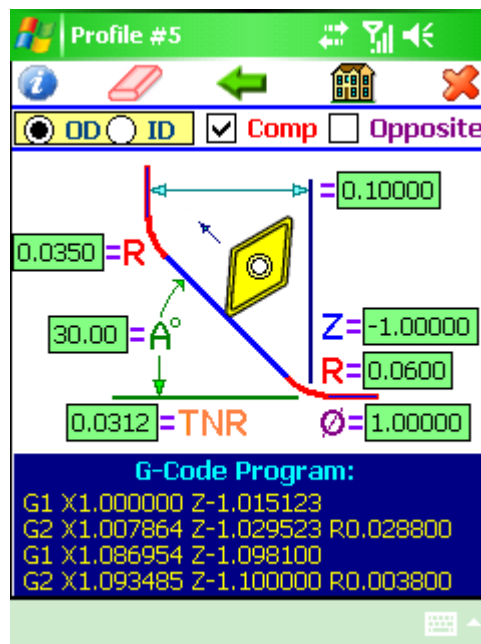 Profile #5
OD ID Comp Opposite
=0.10000
0.0350=R
30.00=A°
Z=-1.00000
R=0.0600
0.0312=TNR
Ø=1.00000
G-Code Program:
G1 X1.000000 Z-1.015123
G2 X1.007864 Z-1.029523 R0.028800
G1 X1.086954 Z-1.098100
G2 X1.093485 Z-1.100000 R0.003800